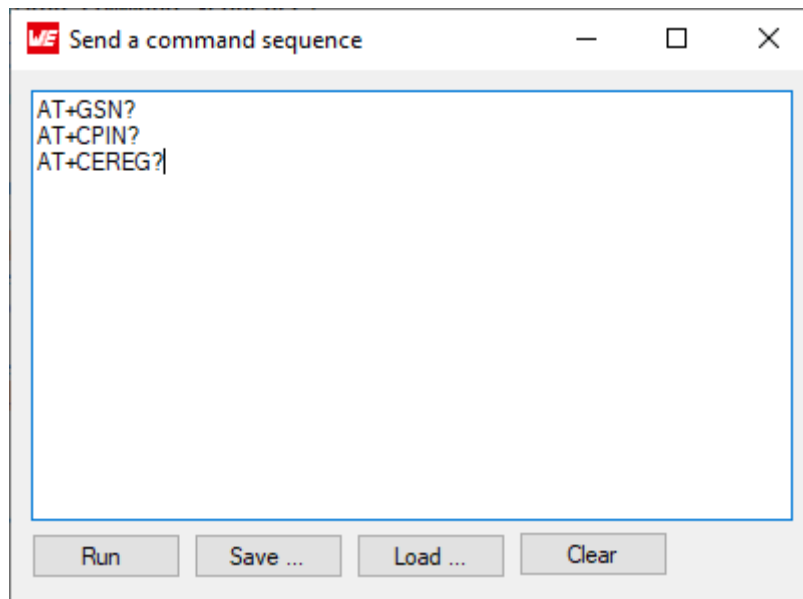 WE Send a command sequence
AT+GSN?
AT+CPIN?
AT+CEREG?
Run Save ... Load ... Clear